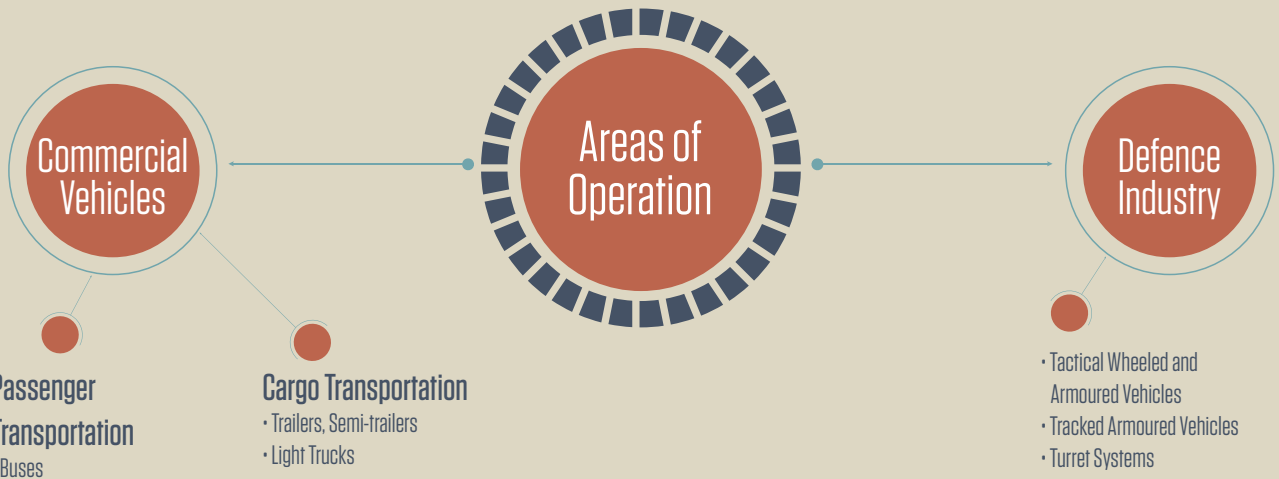 Areas of
Operation
Commercial
Vehicles
Passenger
Transportation
Buses
Cargo Transportation
• Trailers, Semi-trailers
• Light Trucks
Defence
Industry
• Tactical Wheeled and
Armoured Vehicles
• Tracked Armoured Vehicles
• Turret Systems